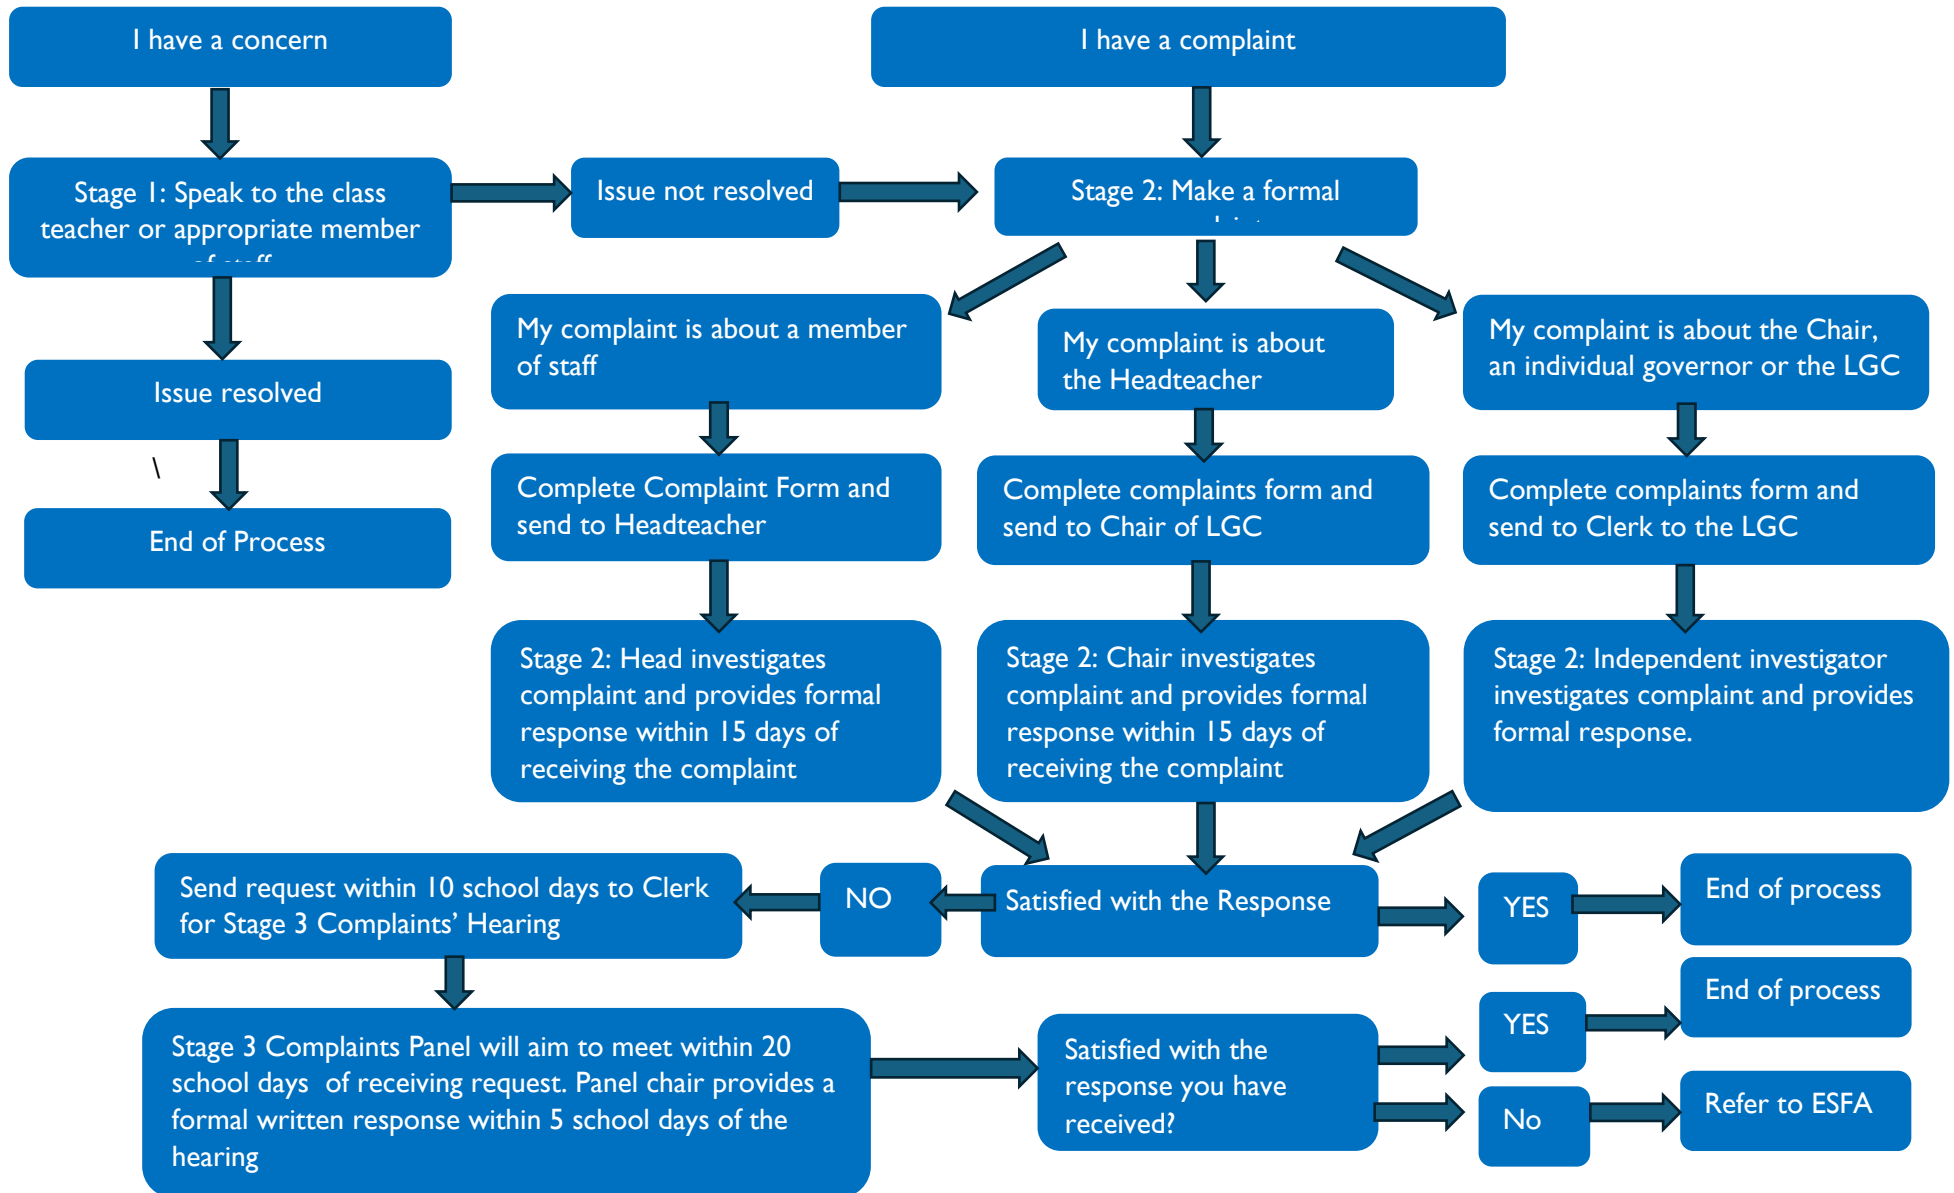 I have a concern
I have a complaint
Stage 1: Speak to the class
teacher or appropriate member
of staff
Issue not resolved
Stage 2: Make a formal
Issue resolved
\
End of Process
My complaint is about a member
of staff
My complaint is about
the Headteacher
My complaint is about the Chair,
an individual governor or the LGC
Complete Complaint Form and
send to Headteacher
Complete complaints form and
send to Chair of LGC
Complete complaints form and
send to Clerk to the LGC
Stage 2: Head investigates
complaint and provides formal
response within 15 days of
receiving the complaint
Stage 2: Chair investigates
complaint and provides formal
response within 15 days of
receiving the complaint
Stage 2: Independent investigator
investigates complaint and provides
formal response.
Satisfied with the Response
NO
Send request within 10 school days to Clerk
for Stage 3 Complaints’ Hearing
YES
End of process
Stage 3 Complaints Panel will aim to meet within 20
school days  of receiving request. Panel chair provides a
formal written response within 5 school days of the
hearing
Satisfied with the
response you have
received?
YES
End of process
No
Refer to ESFA